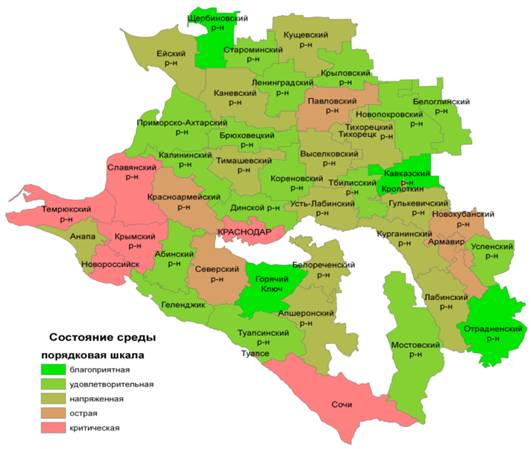 Щербиновский
р-н
Ейский
р-н
Староминский
р-н
Кущевский
р-н
Каневский
р-н
Ленинградский
р-н
Крыловский
р-н
Павловский
р-н
Белоглинский
р-н
Новопокровский
р-н
Тихорецкий
р-н
Тихорецк
Приморско-Ахтарский
р-н
Брюховецкий
р-н
Калининский
р-н
Тимашевский
р-н
Выселковский
р-н
Кореновский
р-н
Тбилисский
р-н
Кавказский
р-н
Кропоткин
Славянский
р-н
Красноармейский
р-н
Динской р-н
Усть-Лабинский
р-н
Гулькевичский
р-н
Темрюкский
р-н
Крымский
р-н
КРАСНОДАР
Новокубанский
р-н
Армавир
Успенский
р-н
Курганинский
р-н
Анапа
Новороссийск
Абинский
р-н
Северский
р-н
Горячий
Ключ
Белореченский
р-н
Лабинский
р-н
Отрадненский
р-н
Геленджик
Апшеронский
р-н
Туапсинский
р-н
Туапсе
Мостовский
р-н
Сочи
Состояние среды
порядковая шкала
благоприятная
удовлетворительная
напряженная
острая
критическая